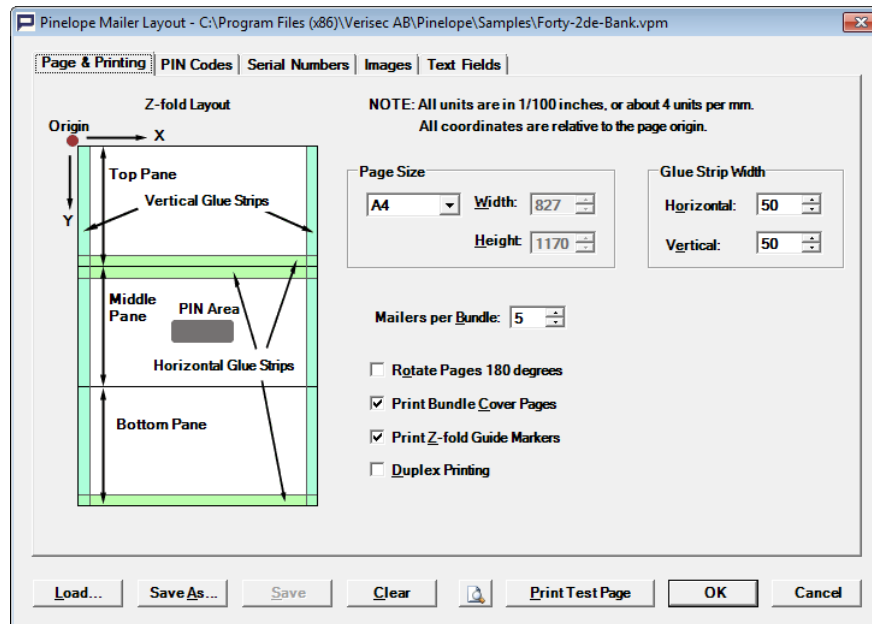 Pinelope Mailer Layout - C:\Program Files (x86)\Verisec AB\Pinelope\Samples\Forty-2de-Bank.vpm
Page & Printing PIN Codes Serial Numbers Images Text Fields
Z-fold Layout
Origin
X
Y
Top Pane
Vertical Glue Strips
Middle Pane
PIN Area
Horizontal Glue Strips
Bottom Pane
NOTE: All units are in 1/100 inches, or about 4 units per mm.
All coordinates are relative to the page origin.
Page Size
A4 Width: 827
Height: 1170
Glue Strip Width
Horizontal: 50
Vertical: 50
Mailers per Bundle: 5
Rotate Pages 180 degrees
Print Bundle Cover Pages
Print Z-fold Guide Markers
Duplex Printing
Load... Save As... Save Clear Print Test Page OK Cancel